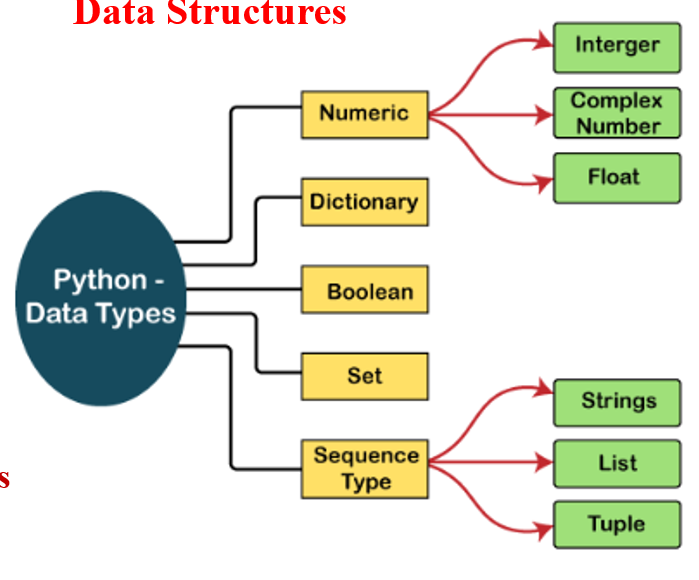 Data Structures
Interger
Numeric
Complex
Number
Float
Dictionary
Python -
Data Types
Boolean
Set
Strings
Sequence
Type
List
Tuple
s